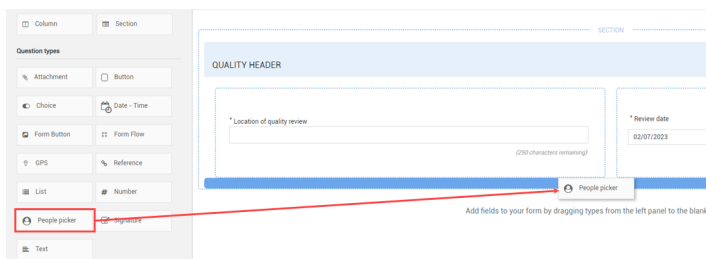 Column
Section
SECTION
Question types
QUALITY HEADER
Attachment
Button
Choice
Date - Time
* Location of quality review
* Review date
Form Button
Form Flow
02/07/2023
(250 characters remaining)
GPS
Reference
List
Number
People picker
People picker
Signature
Add fields to your form by dragging types from the left panel to the blank
Text